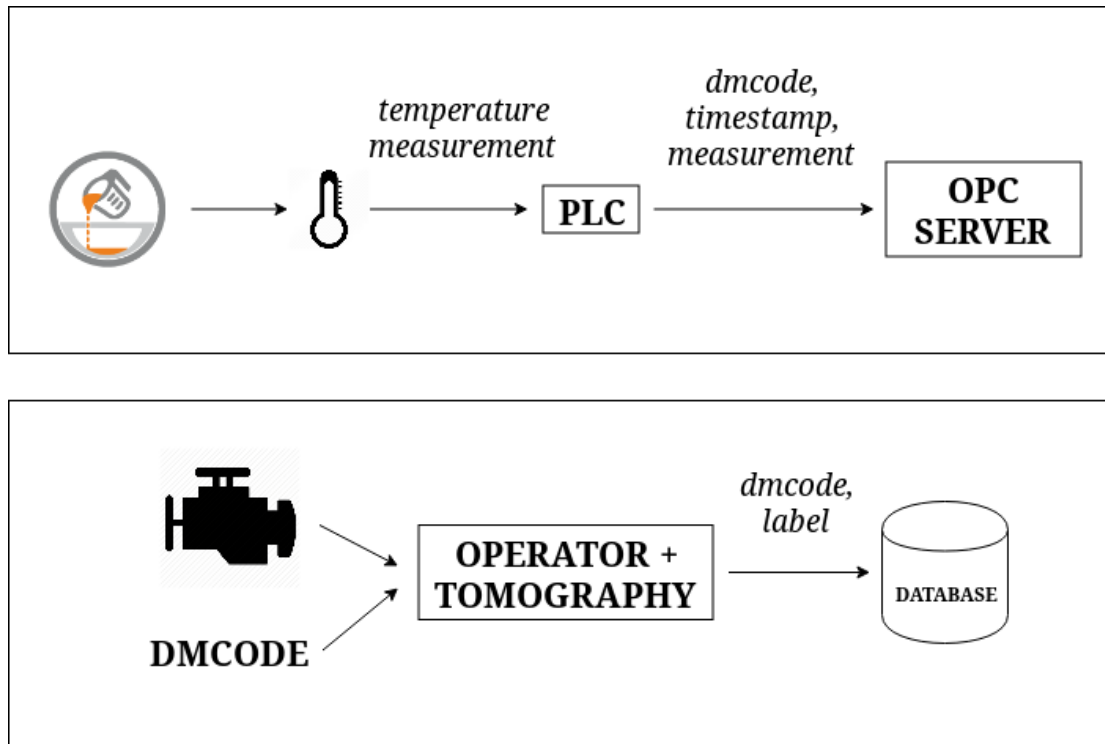 temperature
measurement
dmcode,
timestamp,
measurement
PLC
OPC
SERVER
dmcode,
label
OPERATOR +
TOMOGRAPHY
DATABASE
DMCODE